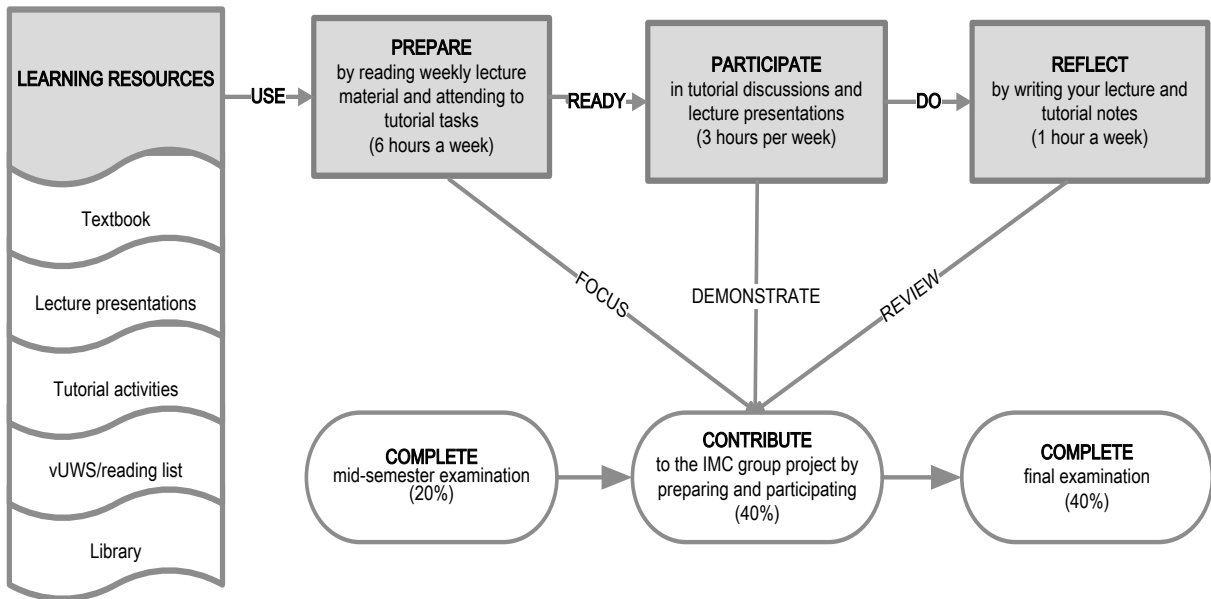 LEARNING RESOURCES
Textbook
Lecture presentations
Tutorial activities
vUWS/reading list
Library
USE
PREPARE
by reading weekly lecture
material and attending to
tutorial tasks
(6 hours a week)
READY
PARTICIPATE
in tutorial discussions and
lecture presentations
(3 hours per week)
DO
REFLECT
by writing your lecture and
tutorial notes
(1 hour a week)
FOCUS
DEMONSTRATE
REVIEW
COMPLETE
mid-semester examination
(20%)
CONTRIBUTE
to the IMC group project by
preparing and participating
(40%)
COMPLETE
final examination
(40%)